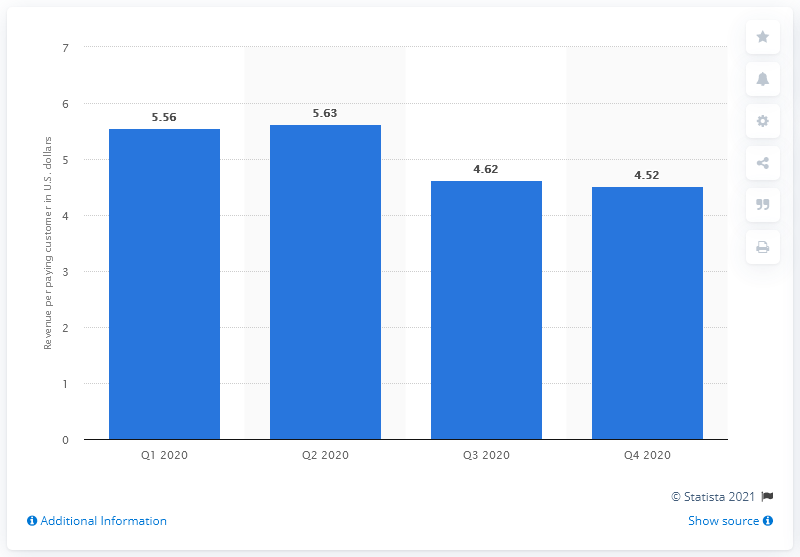 Revenue per paying customer in U.S. dollars
7
6
5
4
3
2
1
0
5.56
5.63
4.62
4.52
Q1 2020
Q2 2020
Q3 2020
Q4 2020
© Statista 2021
Additional Information
Show source